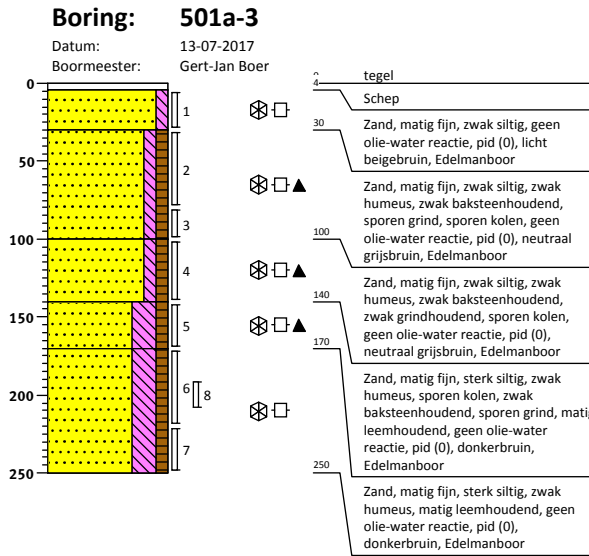 Boring: 501a-3
Datum: 13-07-2017
Boormeester: Gert-Jan Boer
0
50
100
150
200
250
1
2
3
4
5
6
8
7
0
tegel
4
Schep
30
Zand, matig fijn, zwak siltig, geen
olie-water reactie, pid (0), licht
beigebruin, Edelmanboor
Zand, matig fijn, zwak siltig, zwak
humeus, zwak baksteenhoudend,
sporen grind, sporen kolen, geen
olie-water reactie, pid (0), neutraal
grijsbruin, Edelmanboor
100
Zand, matig fijn, zwak siltig, zwak
humeus, zwak baksteenhoudend,
zwak grindhoudend, sporen kolen,
geen olie-water reactie, pid (0),
neutraal grijsbruin, Edelmanboor
140
170
Zand, matig fijn, sterk siltig, zwak
humeus, sporen kolen, zwak
baksteenhoudend, sporen grind, matig
leemhoudend, geen olie-water
reactie, pid (0), donkerbruin,
Edelmanboor
250
Zand, matig fijn, sterk siltig, zwak
humeus, matig leemhoudend, geen
olie-water reactie, pid (0),
donkerbruin, Edelmanboor